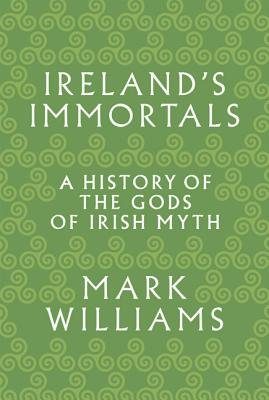 IRELAND'S
IMMORTALS
A HISTORY OF
THE GODS
OF IRISH MYTH
MARK
WILLIAMS